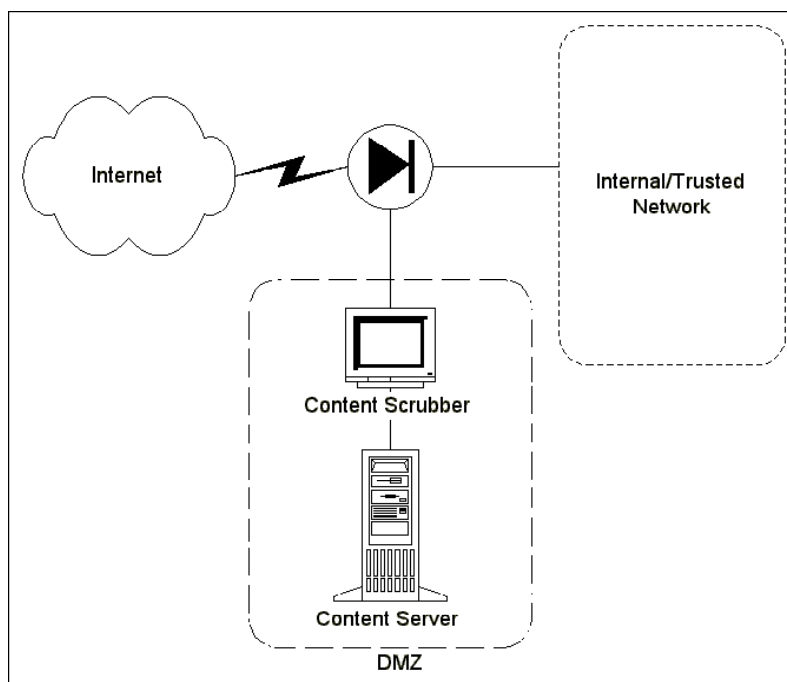 Internet
Internal/Trusted
Network
Content Scrubber
Content Server
DMZ